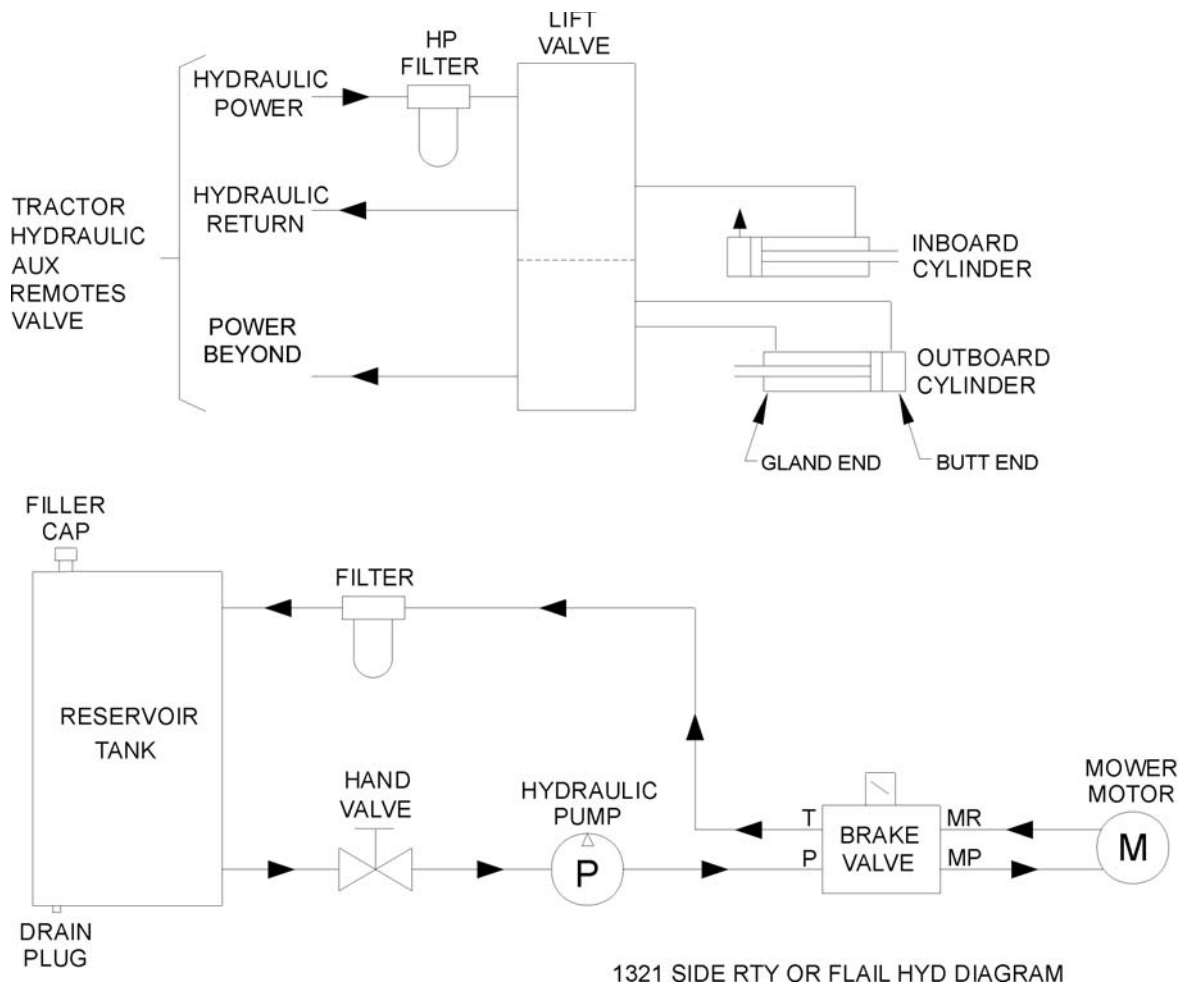 LIFT
VALVE
HP
FILTER
HYDRAULIC
POWER
HYDRAULIC
RETURN
TRACTOR
HYDRAULIC
AUX
REMOTES
VALVE
POWER
BEYOND
INBOARD
CYLINDER
OUTBOARD
CYLINDER
GLAND END
BUTT END
FILLER
CAP
FILTER
RESERVOIR
TANK
HAND
VALVE
HYDRAULIC
PUMP
P
T
P
BRAKE
VALVE
MR
MP
MOWER
MOTOR
M
DRAIN
PLUG
1321 SIDE RTY OR FLAIL HYD DIAGRAM